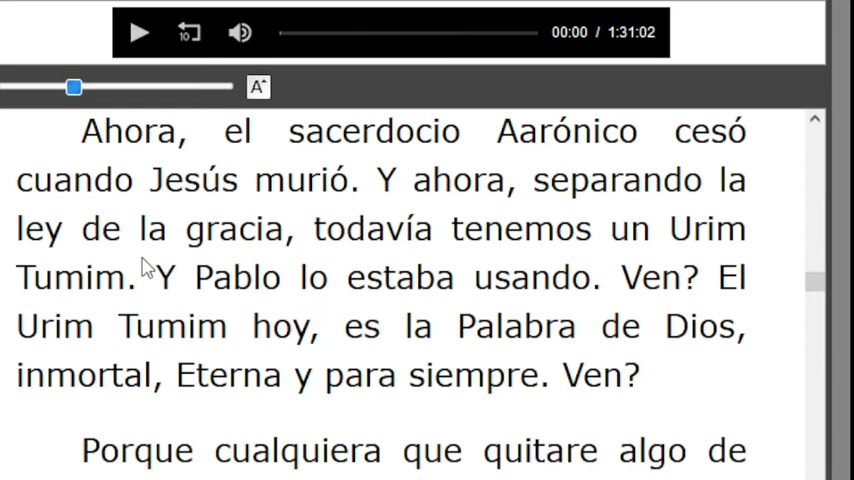 10
00:00 / 1:31:02
A^
Ahora, el sacerdocio Aarónico cesó
cuando Jesús murió. Y ahora, separando la
ley de la gracia, todavía tenemos un Urim
Tumim. Y Pablo lo estaba usando. Ven? El
Urim Tumim hoy, es la Palabra de Dios,
inmortal, Eterna y para siempre. Ven?
Porque cualquiera que quitare algo de